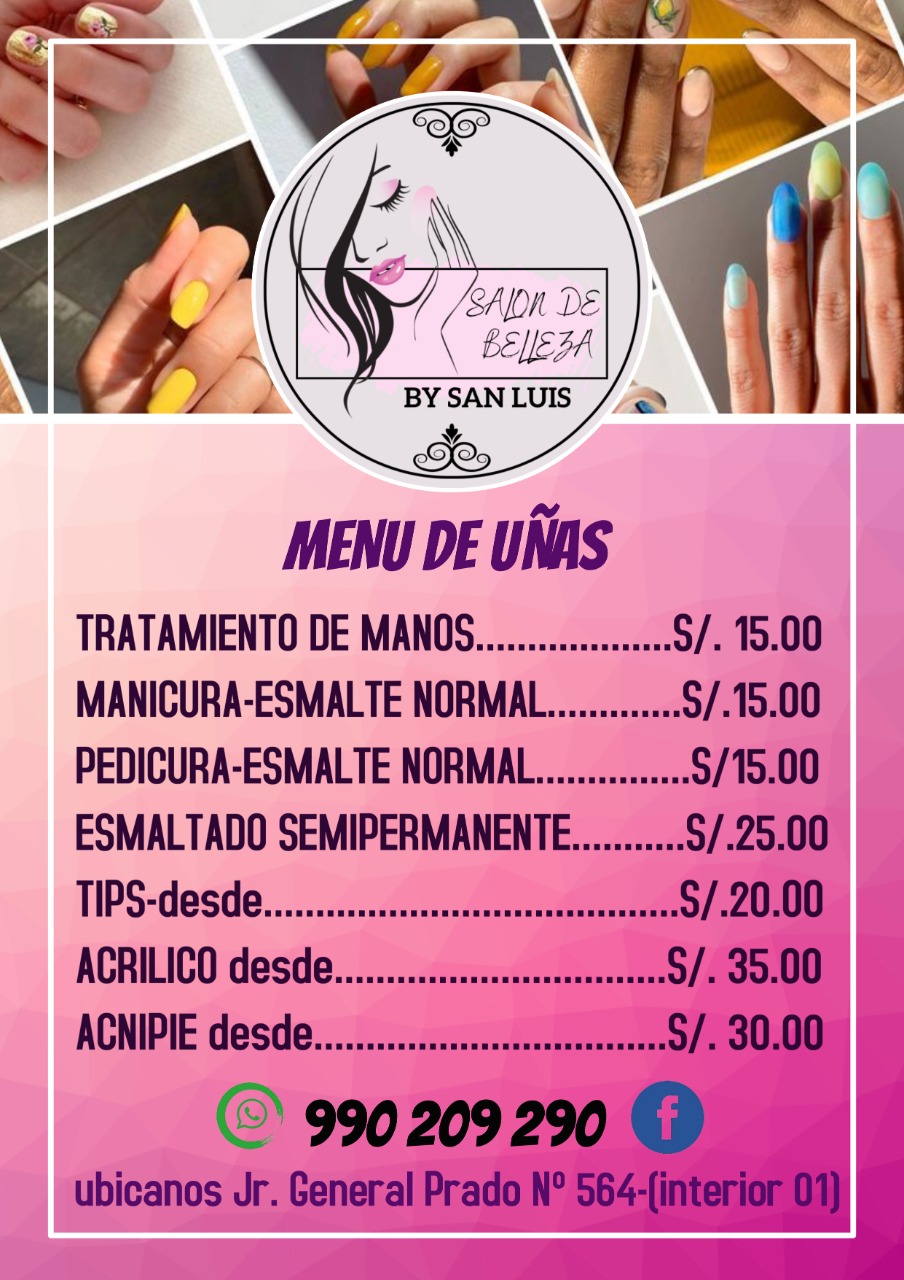 SALON DE
BELLEZA
BY SAN LUIS
MENU DE UÑAS
TRATAMIENTO DE MANOS...................S/. 15.00
MANICURA-ESMALTE NORMAL.............S/.15.00
PEDICURA-ESMALTE NORMAL...............S/15.00
ESMALTADO SEMIPERMANENTE...........S/.25.00
TIPS-desde........................................S/.20.00
ACRILICO desde................................S/. 35.00
ACNIPIE desde..................................S/. 30.00
990 209 290 f
ubicanos Jr. General Prado Nº 564-(interior 01)